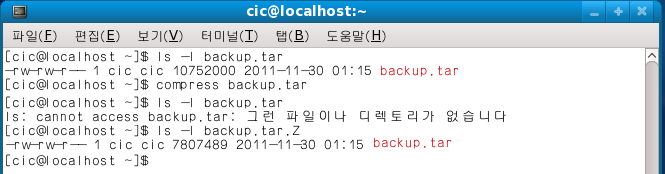 cic@localhost:~
파일(F) 편집(E) 보기(V) 터미널(T) 탭(B) 도움말(H)
[cic@localhost ~]$ ls -l backup.tar
-rw-rw-r-- 1 cic cic 10752000 2011-11-30 01:15 backup.tar
[cic@localhost ~]$ compress backup.tar
[cic@localhost ~]$ ls -l backup.tar
ls: cannot access backup.tar: 그런 파일이나 디렉토리가 없습니다
[cic@localhost ~]$ ls -l backup.tar.Z
-rw-rw-r-- 1 cic cic 7807489 2011-11-30 01:15 backup.tar
[cic@localhost ~]$